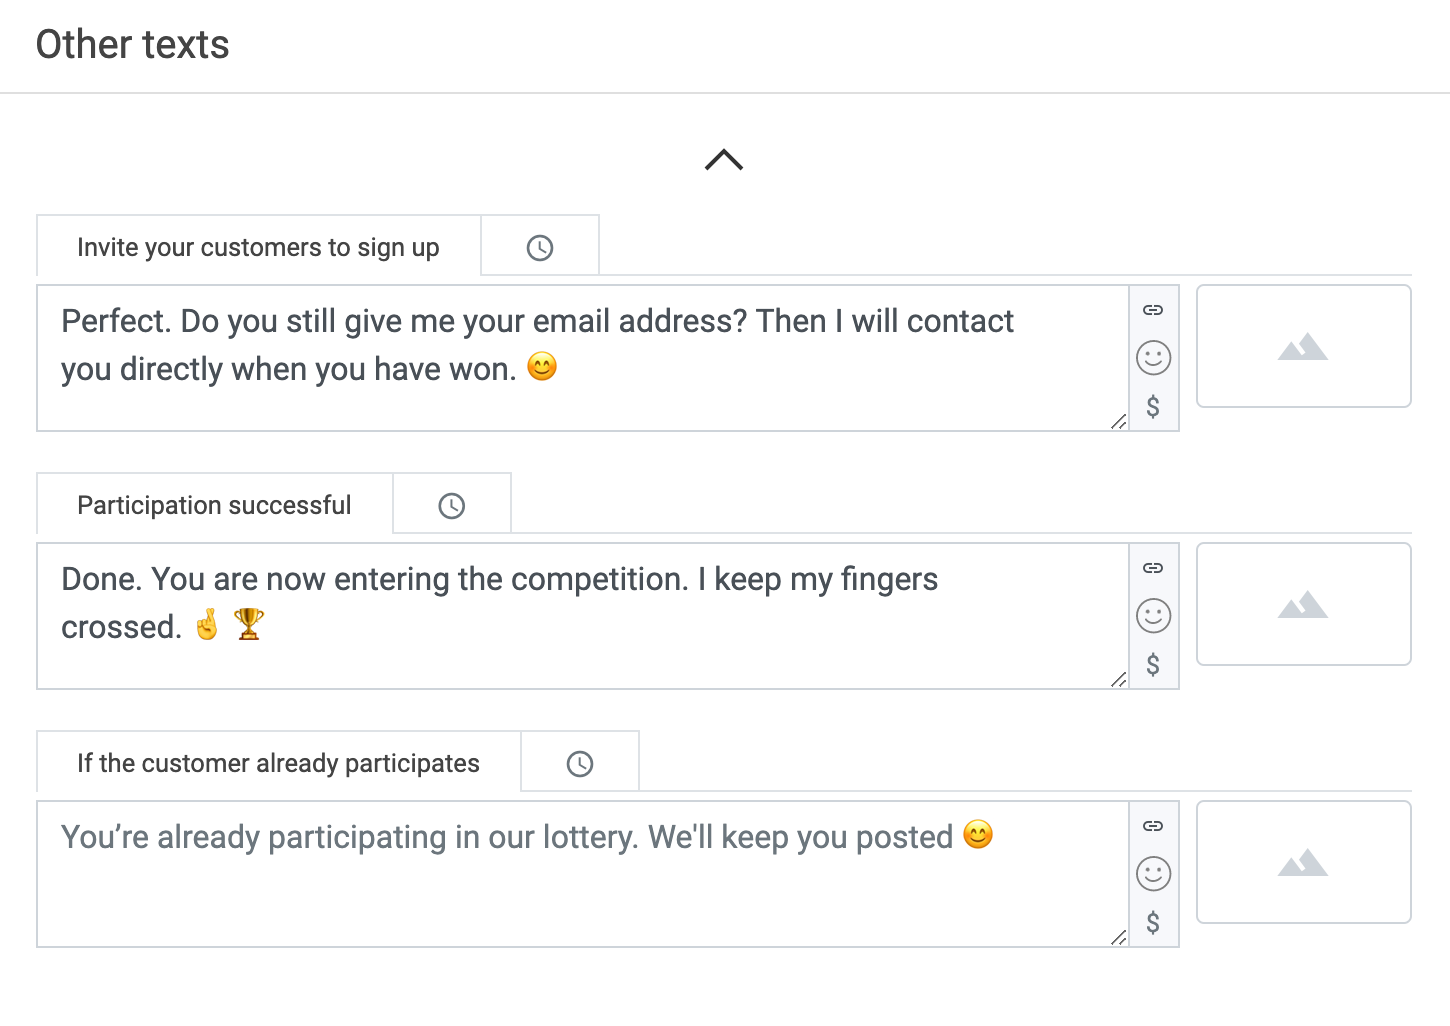 Other texts
Invite your customers to sign up
Perfect. Do you still give me your email address? Then I will contact
you directly when you have won. 😊
$
Participation successful
Done. You are now entering the competition. I keep my fingers
crossed. 🤞 🏆
$
If the customer already participates
You’re already participating in our lottery. We'll keep you posted 😊
$